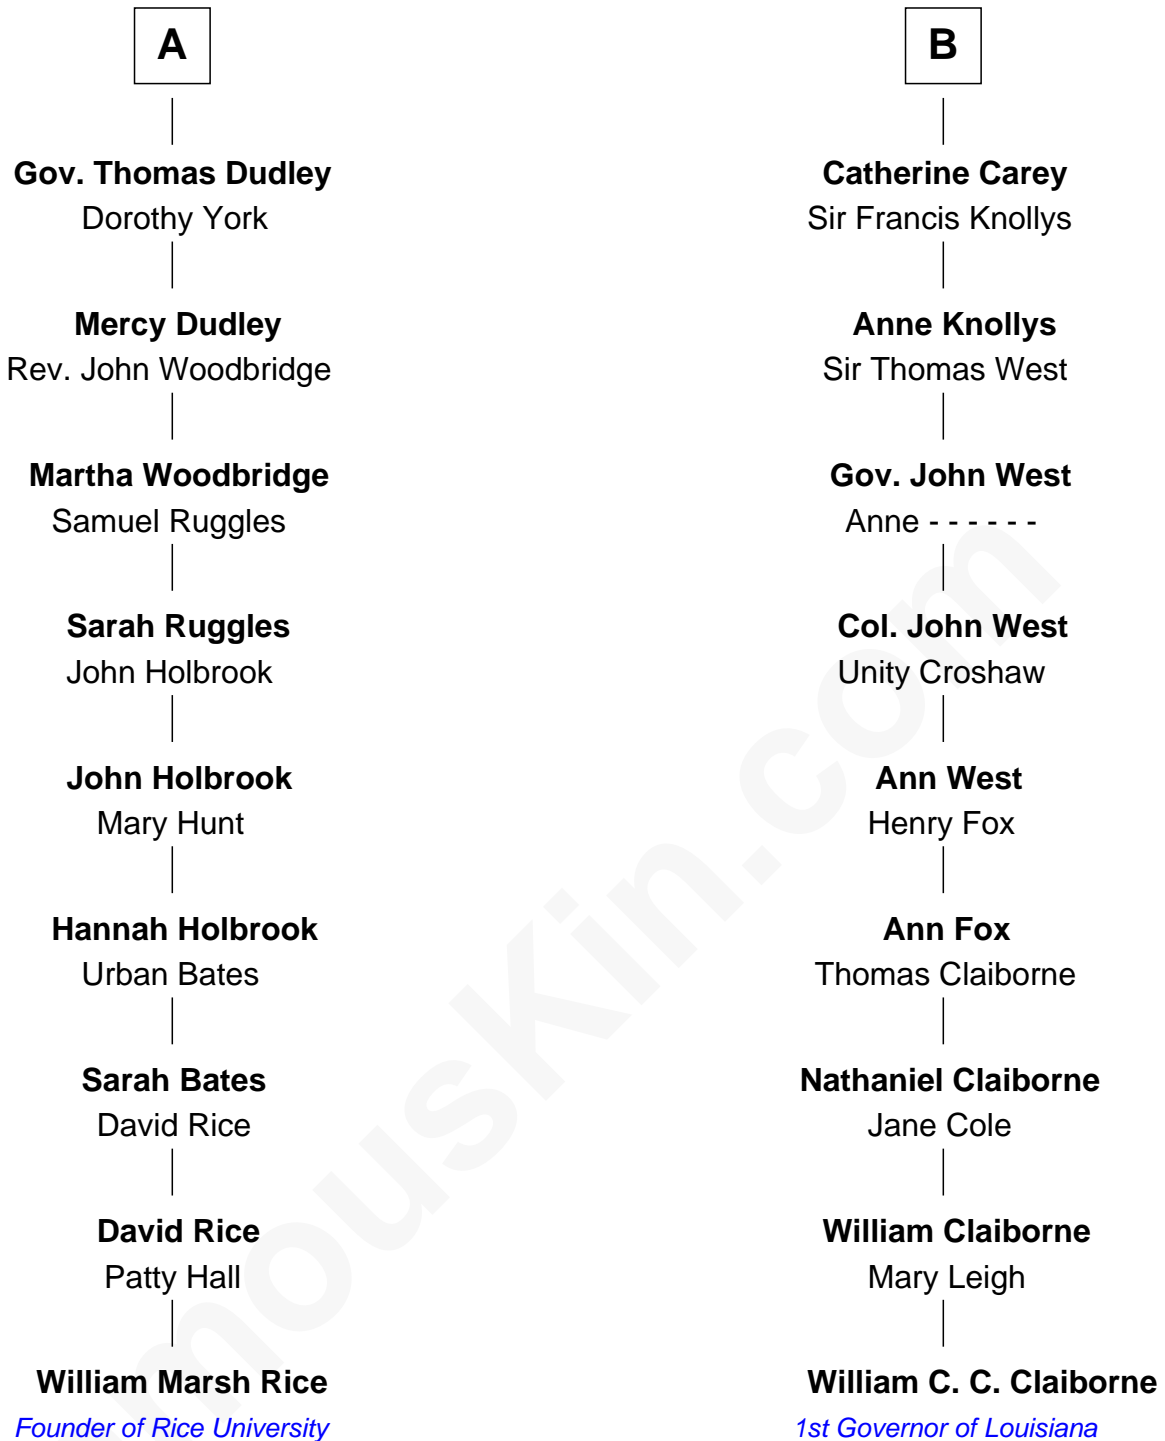 A
Gov. Thomas Dudley
Dorothy York
Mercy Dudley
Rev. John Woodbridge
Martha Woodbridge
Samuel Ruggles
Sarah Ruggles
John Holbrook
John Holbrook
Mary Hunt
Hannah Holbrook
Urban Bates
Sarah Bates
David Rice
David Rice
Patty Hall
William Marsh Rice
Founder of Rice University
B
Catherine Carey
Sir Francis Knollys
Anne Knollys
Sir Thomas West
Gov. John West
Anne - - - - - -
Col. John West
Unity Croshaw
Ann West
Henry Fox
Ann Fox
Thomas Claiborne
Nathaniel Claiborne
Jane Cole
William Claiborne
Mary Leigh
William C. C. Claiborne
1st Governor of Louisiana
mousKin.com